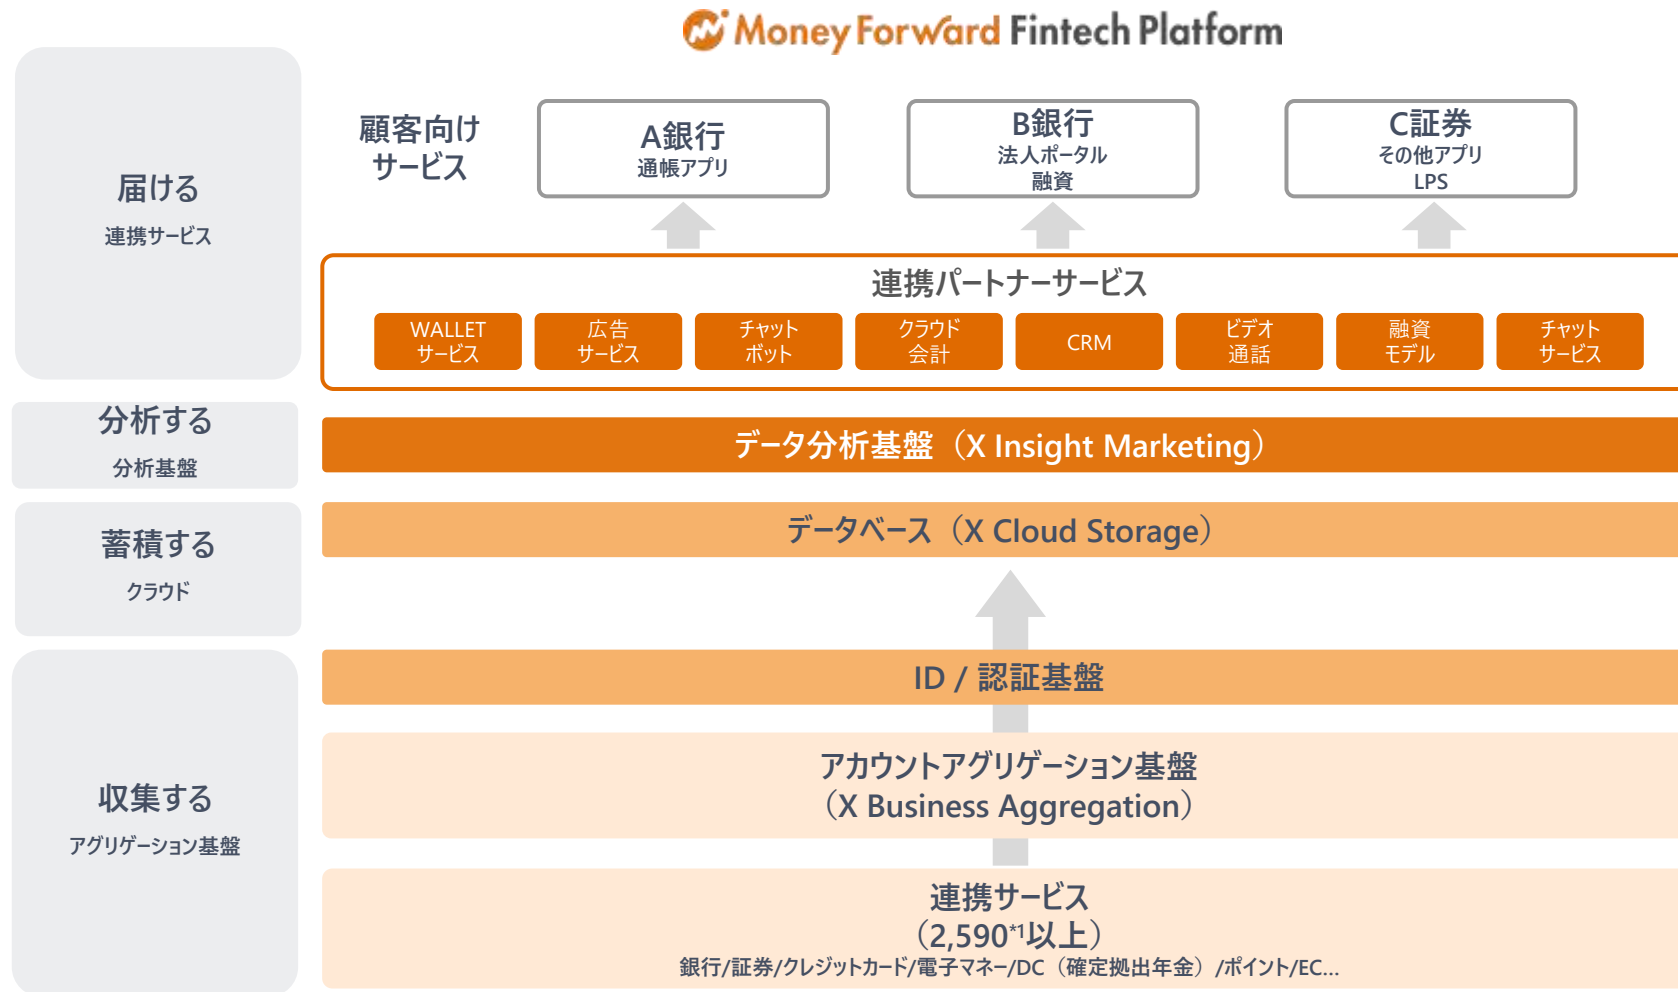 Money Forward Fintech Platform
届ける
連携サービス
顧客向け
サービス
A銀行
通帳アプリ
B銀行
法人ポータル
融資
C証券
その他アプリ
LPS
連携パートナーサービス
WALLET
サービス
広告
サービス
チャット
ボット
クラウド
会計
CRM
ビデオ
通話
融資
モデル
チャット
サービス
分析する
分析基盤
データ分析基盤（X Insight Marketing）
蓄積する
クラウド
データベース（X Cloud Storage）
収集する
アグリゲーション基盤
ID / 認証基盤
アカウントアグリゲーション基盤
（X Business Aggregation）
連携サービス
（2,590*1以上）
銀行/証券/クレジットカード/電子マネー/DC（確定拠出年金）/ポイント/EC...